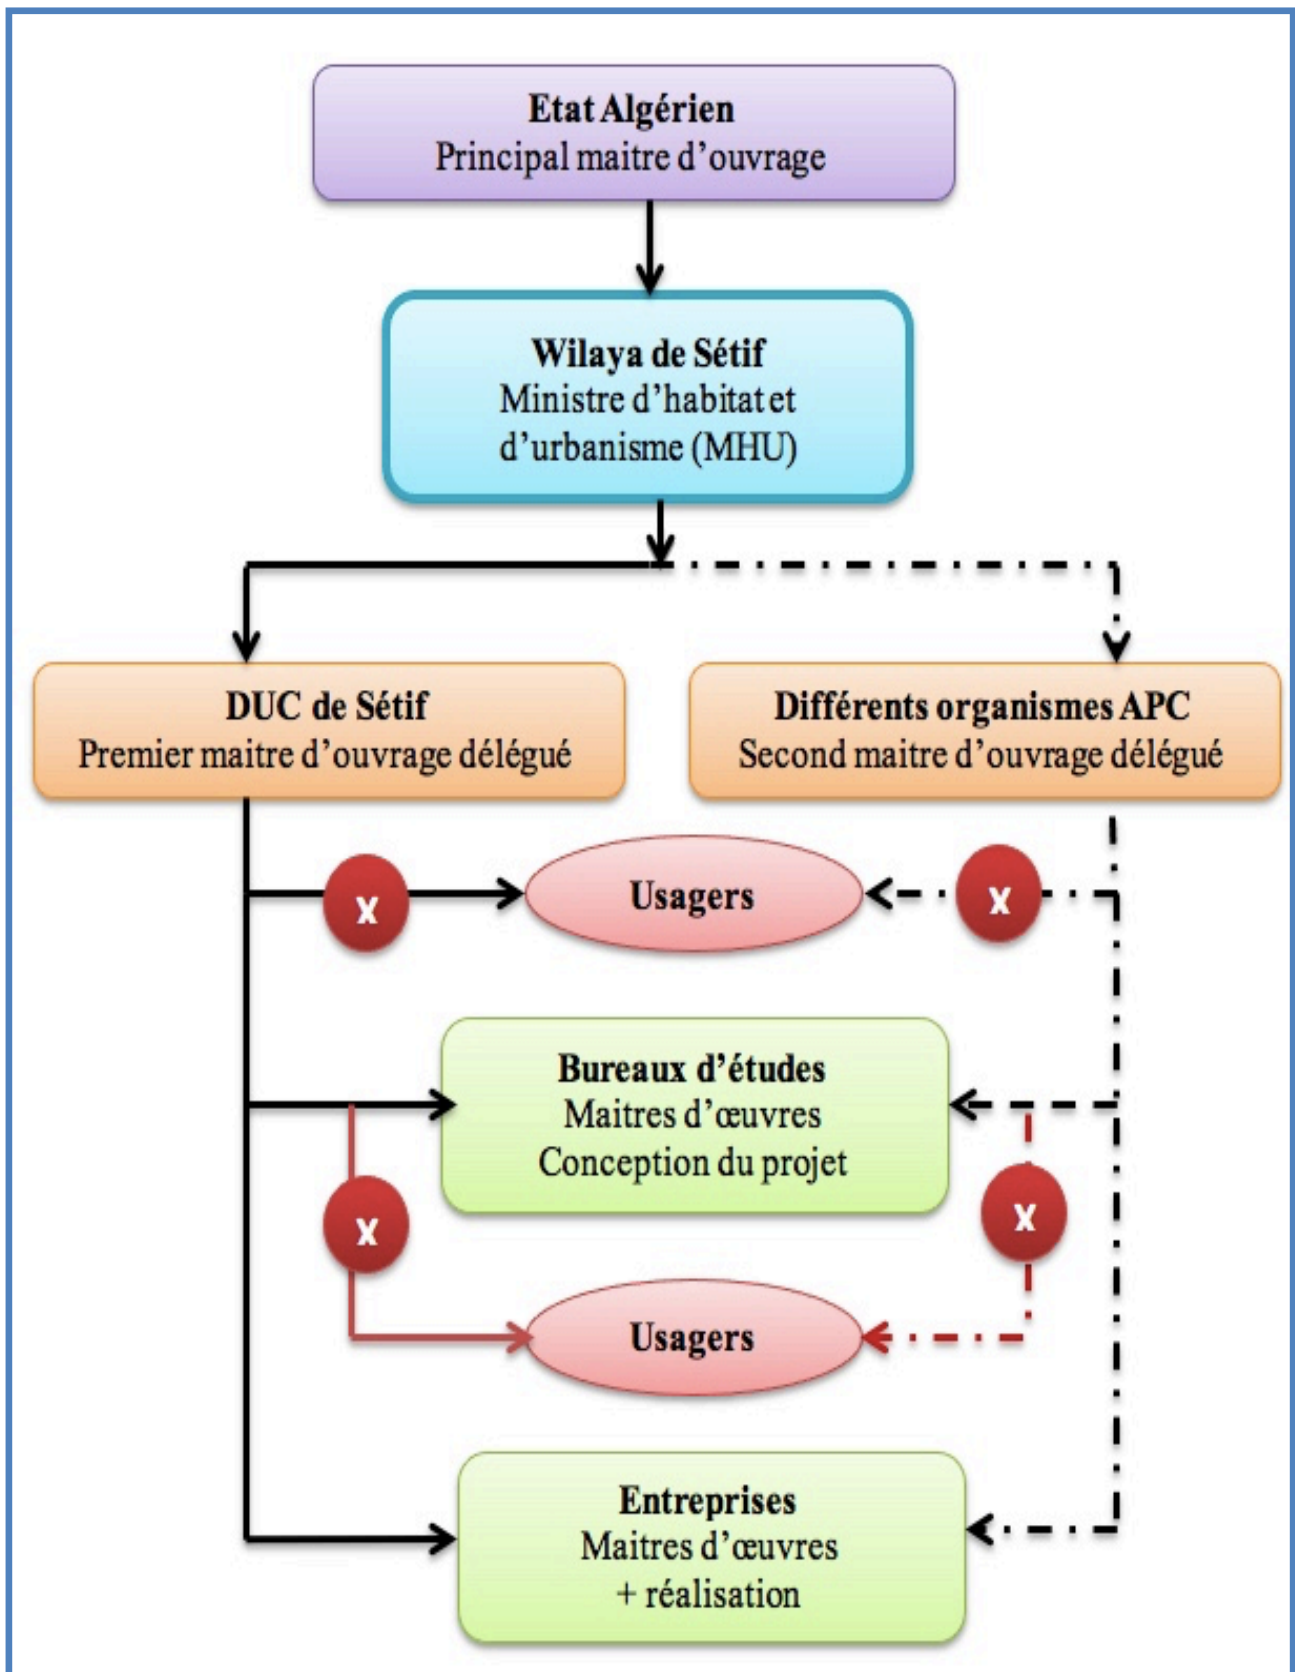 Etat Algérien
Principal maitre d'ouvrage
Wilaya de Sétif
Ministre d'habitat et
d'urbanisme (MHU)
DUC de Sétif
Premier maitre d'ouvrage délégué
Différents organismes APC
Second maitre d'ouvrage délégué
x
Usagers
x
Bureaux d'études
Maitres d'œuvres
Conception du projet
x
x
Usagers
Entreprises
Maitres d'œuvres
+ réalisation